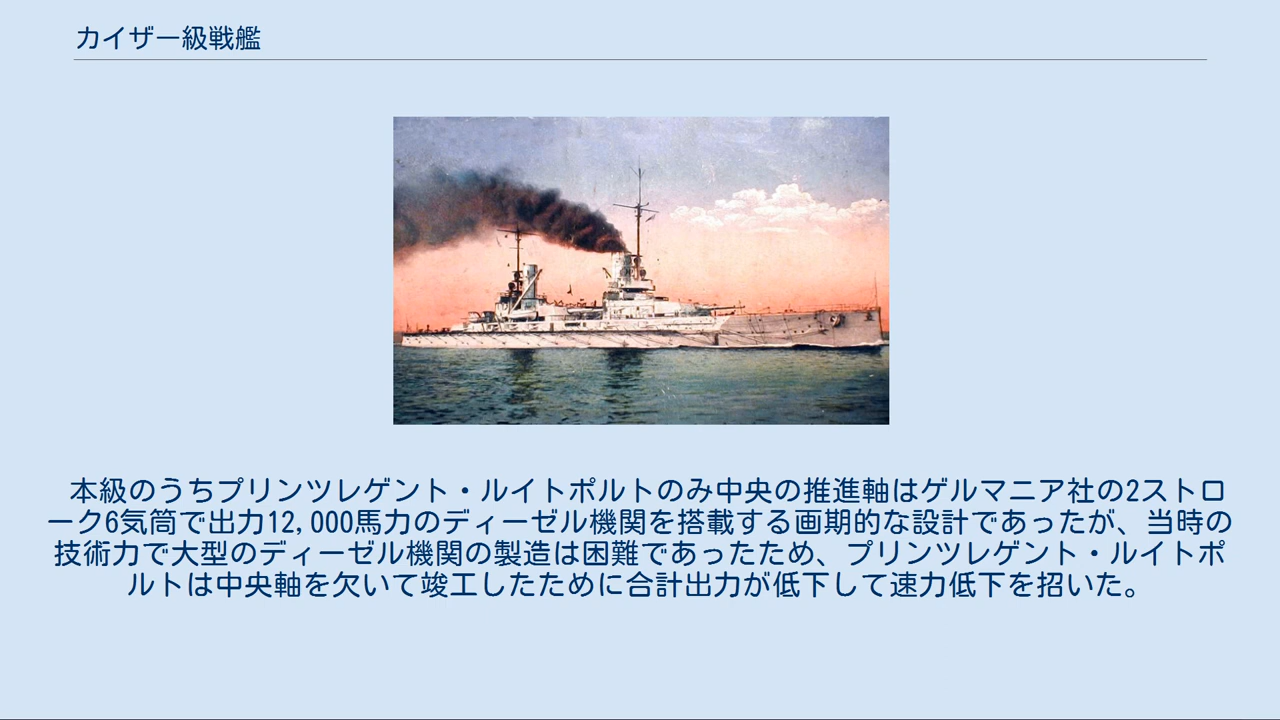 カイザー級戦艦
本級のうちプリンツレゲント・ルイトポルトのみ中央の推進軸はゲルマニア社の2ストロ
ーク6気筒で出力12,000馬力のディーゼル機関を搭載する画期的な設計であったが、当時の
技術力で大型のディーゼル機関の製造は困難であったため、プリンツレゲント・ルイトポ
ルトは中央軸を欠いて竣工したために合計出力が低下して速力低下を招いた。